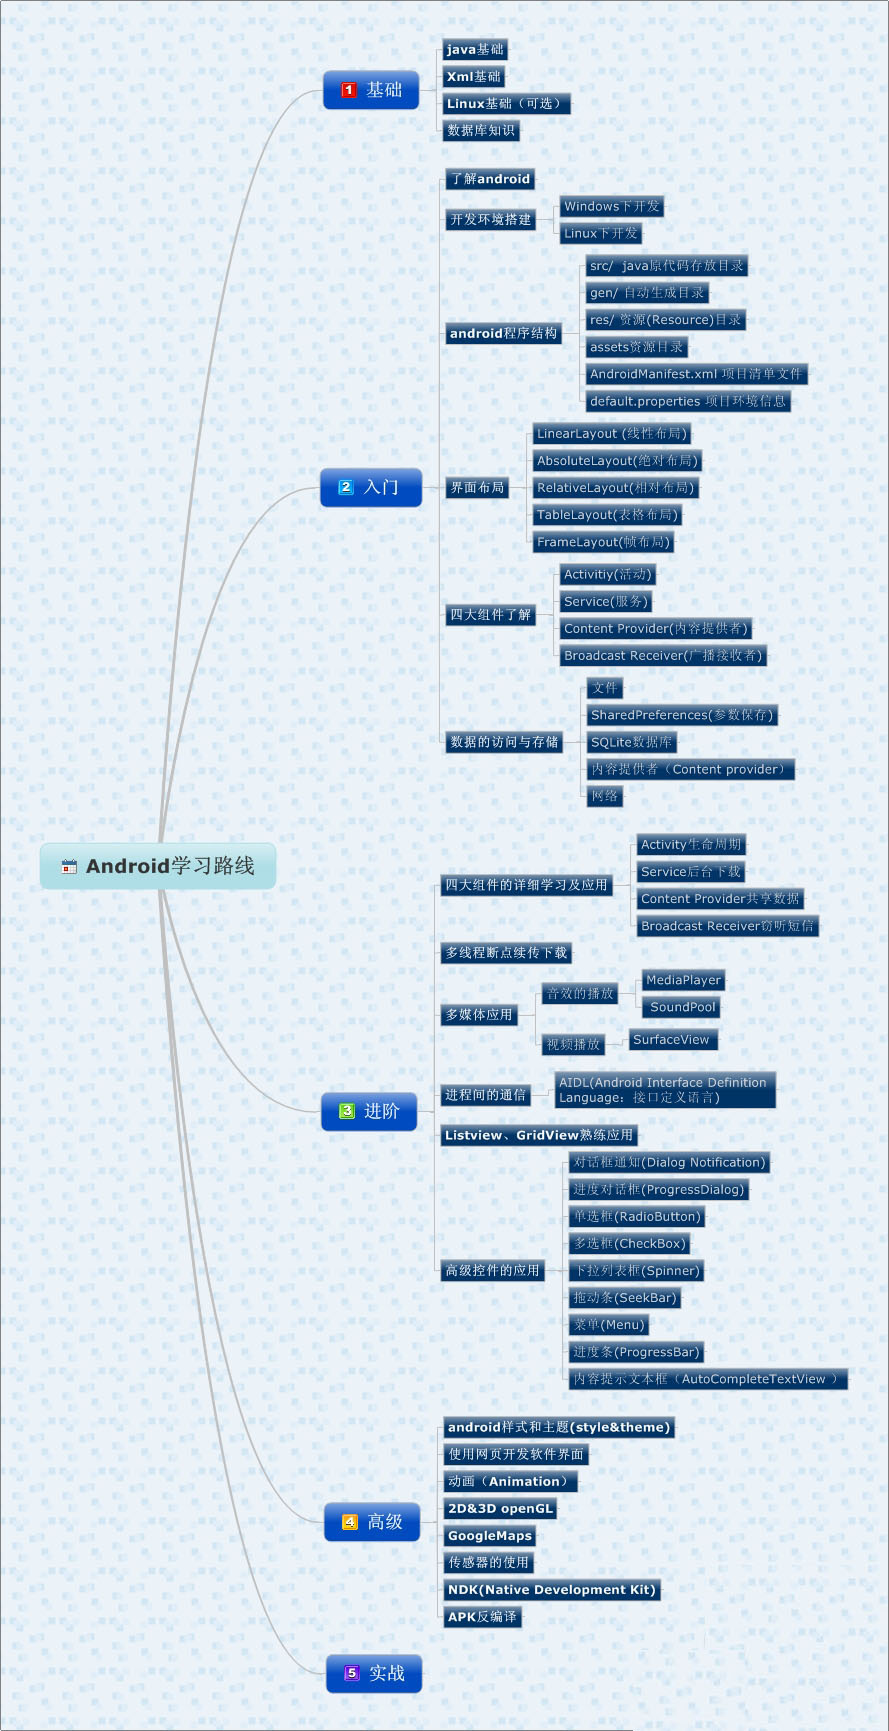 Android学习路线
1 基础
java基础
Xml基础
Linux基础（可选）
数据库知识
2 入门
了解android
开发环境搭建
Windows下开发
Linux下开发
android程序结构
src/ java原代码存放目录
gen/ 自动生成目录
res/ 资源(Resource)目录
assets资源目录
AndroidManifest.xml 项目清单文件
default.properties 项目环境信息
界面布局
LinearLayout (线性布局)
AbsoluteLayout(绝对布局)
RelativeLayout(相对布局)
TableLayout(表格布局)
FrameLayout(帧布局)
四大组件了解
Activitiy(活动)
Service(服务)
Content Provider(内容提供者)
Broadcast Receiver(广播接收者)
数据的访问与存储
文件
SharedPreferences(参数保存)
SQLite数据库
内容提供者（Content provider）
网络
3 进阶
四大组件的详细学习及应用
Activity生命周期
Service后台下载
Content Provider共享数据
Broadcast Receiver窃听短信
多线程断点续传下载
多媒体应用
音效的播放
MediaPlayer
SoundPool
视频播放
SurfaceView
进程间的通信
AIDL(Android Interface Definition
Language：接口定义语言)
Listview、GridView熟练应用
高级控件的应用
对话框通知(Dialog Notification)
进度对话框(ProgressDialog)
单选框(RadioButton)
多选框(CheckBox)
下拉列表框(Spinner)
拖动条(SeekBar)
菜单(Menu)
进度条(ProgressBar)
内容提示文本框（AutoCompleteTextView ）
4 高级
android样式和主题(style&theme)
使用网页开发软件界面
动画（Animation）
2D&3D openGL
GoogleMaps
传感器的使用
NDK(Native Development Kit)
APK反编译
5 实战